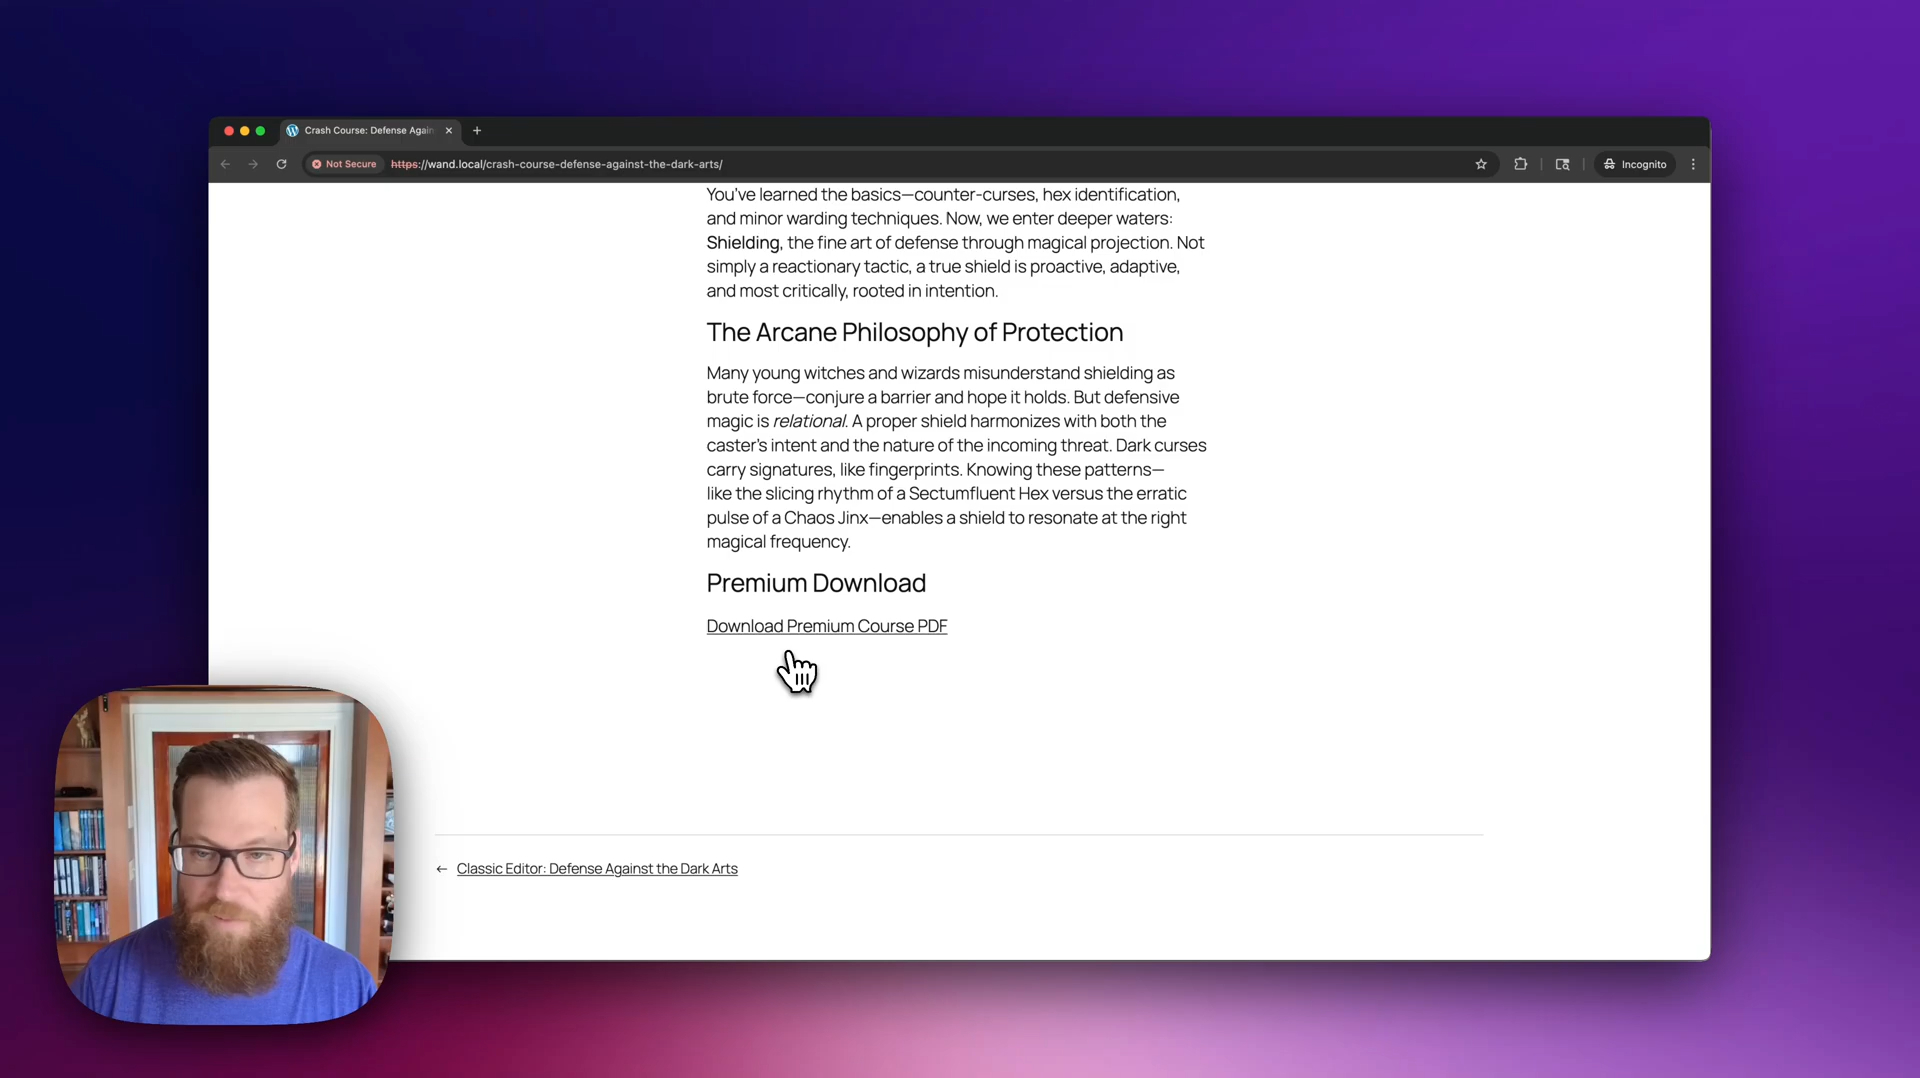 Crash Course: Defense Again
Not Secure
https://wand.local/crash-course-defense-against-the-dark-arts/
Incognito
You've learned the basics—counter-curses, hex identification,
and minor warding techniques. Now, we enter deeper waters:
Shielding, the fine art of defense through magical projection. Not
simply a reactionary tactic, a true shield is proactive, adaptive,
and most critically, rooted in intention.
The Arcane Philosophy of Protection
Many young witches and wizards misunderstand shielding as
brute force—conjure a barrier and hope it holds. But defensive
magic is relational. A proper shield harmonizes with both the
caster's intent and the nature of the incoming threat. Dark curses
carry signatures, like fingerprints. Knowing these patterns—
like the slicing rhythm of a Sectumfluent Hex versus the erratic
pulse of a Chaos Jinx—enables a shield to resonate at the right
magical frequency.
Premium Download
Download Premium Course PDF
← Classic Editor: Defense Against the Dark Arts